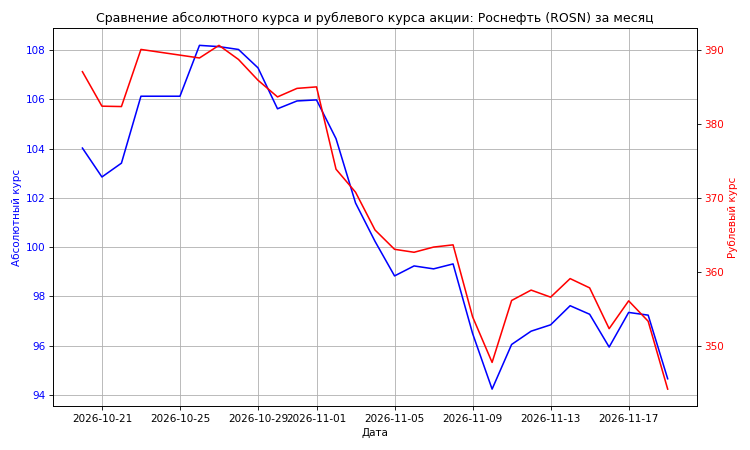 Сравнение абсолютного курса и рублевого курса акции: Роснефть (ROSN) за месяц
Абсолютный курс
108
106
104
102
100
98
96
94
390
380
370
360
350
Рублевый курс
2026-10-21 2026-10-25 2026-10-29 2026-11-01 2026-11-05 2026-11-09 2026-11-13 2026-11-17
Дата